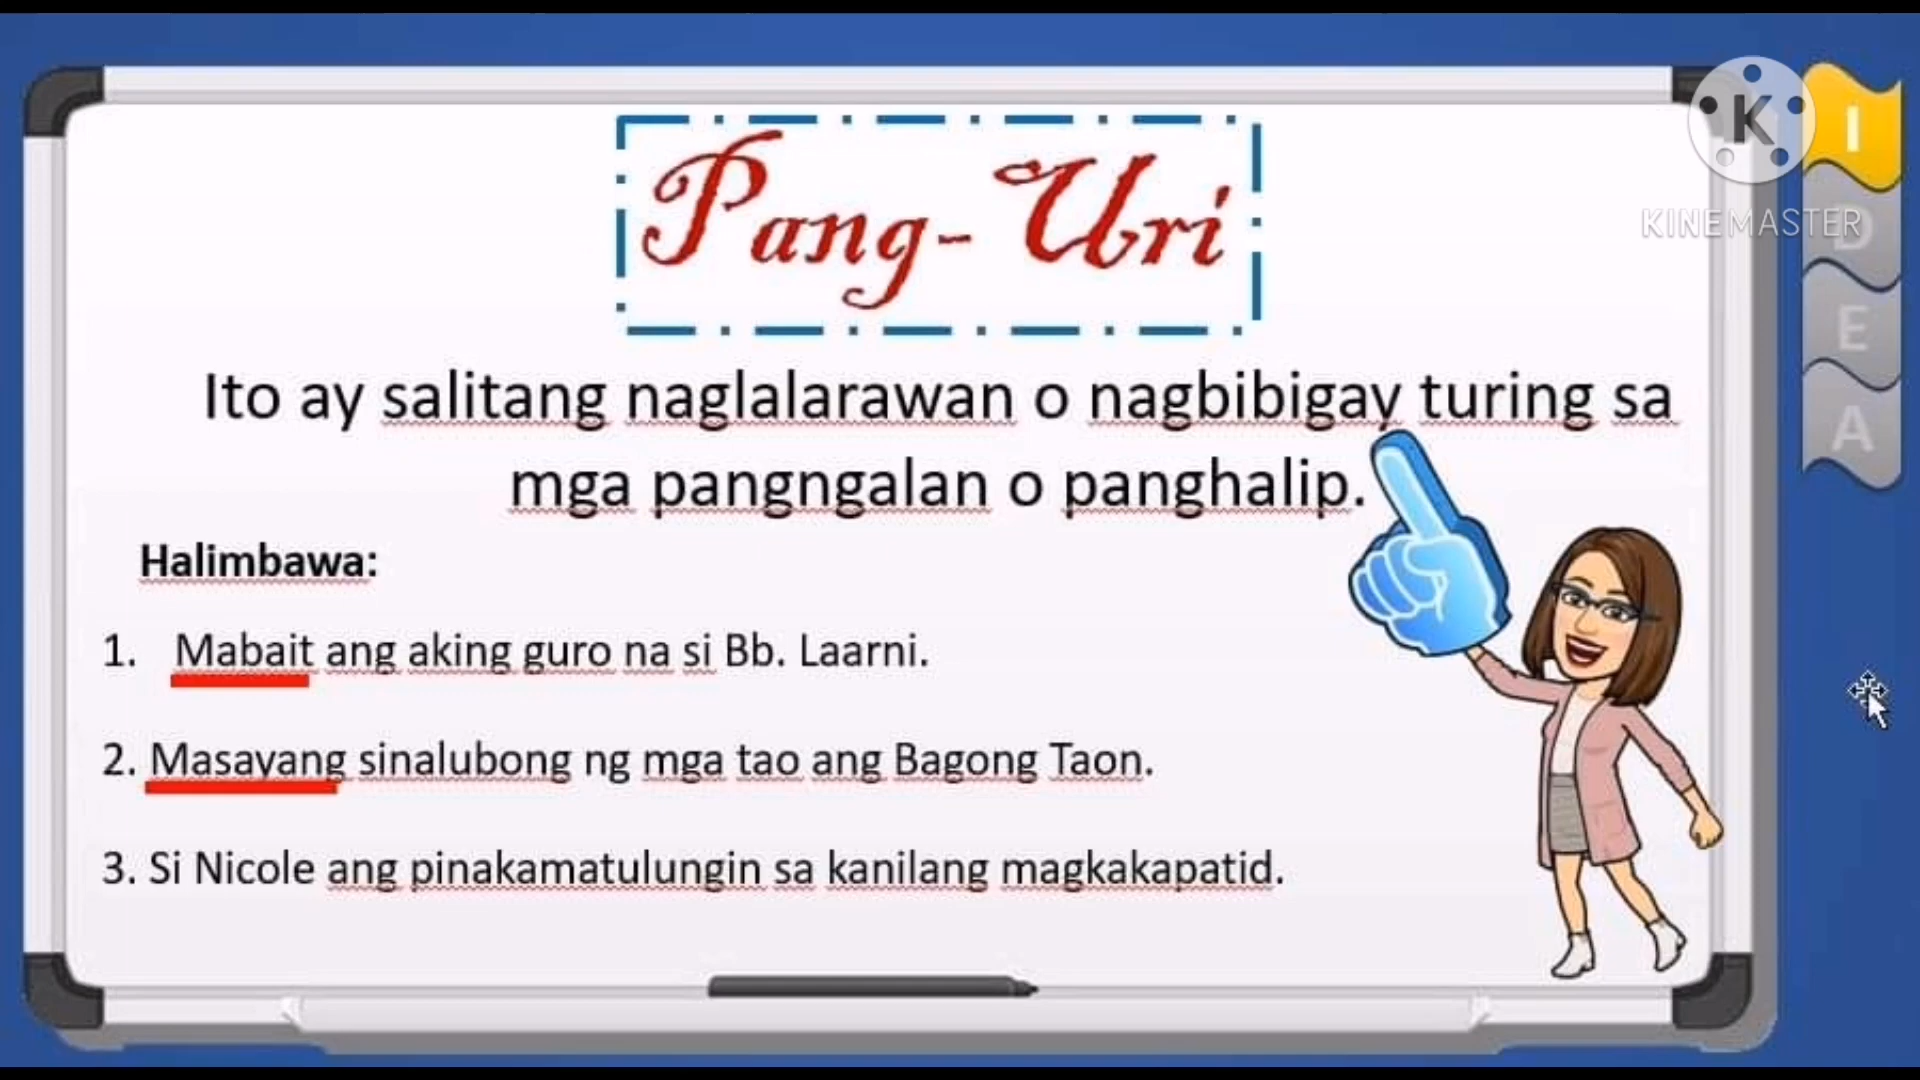 Pang-Uri
Ito ay salitang naglalarawan o nagbibigay turing sa
mga pangngalan o panghalip.
Halimbawa:
1. Mabait ang aking guro na si Bb. Laarni.
2. Masayang sinalubong ng mga tao ang Bagong Taon.
3. Si Nicole ang pinakamatulungin sa kanilang magkakapatid.
K
KINEMASTER
I
D
E
A